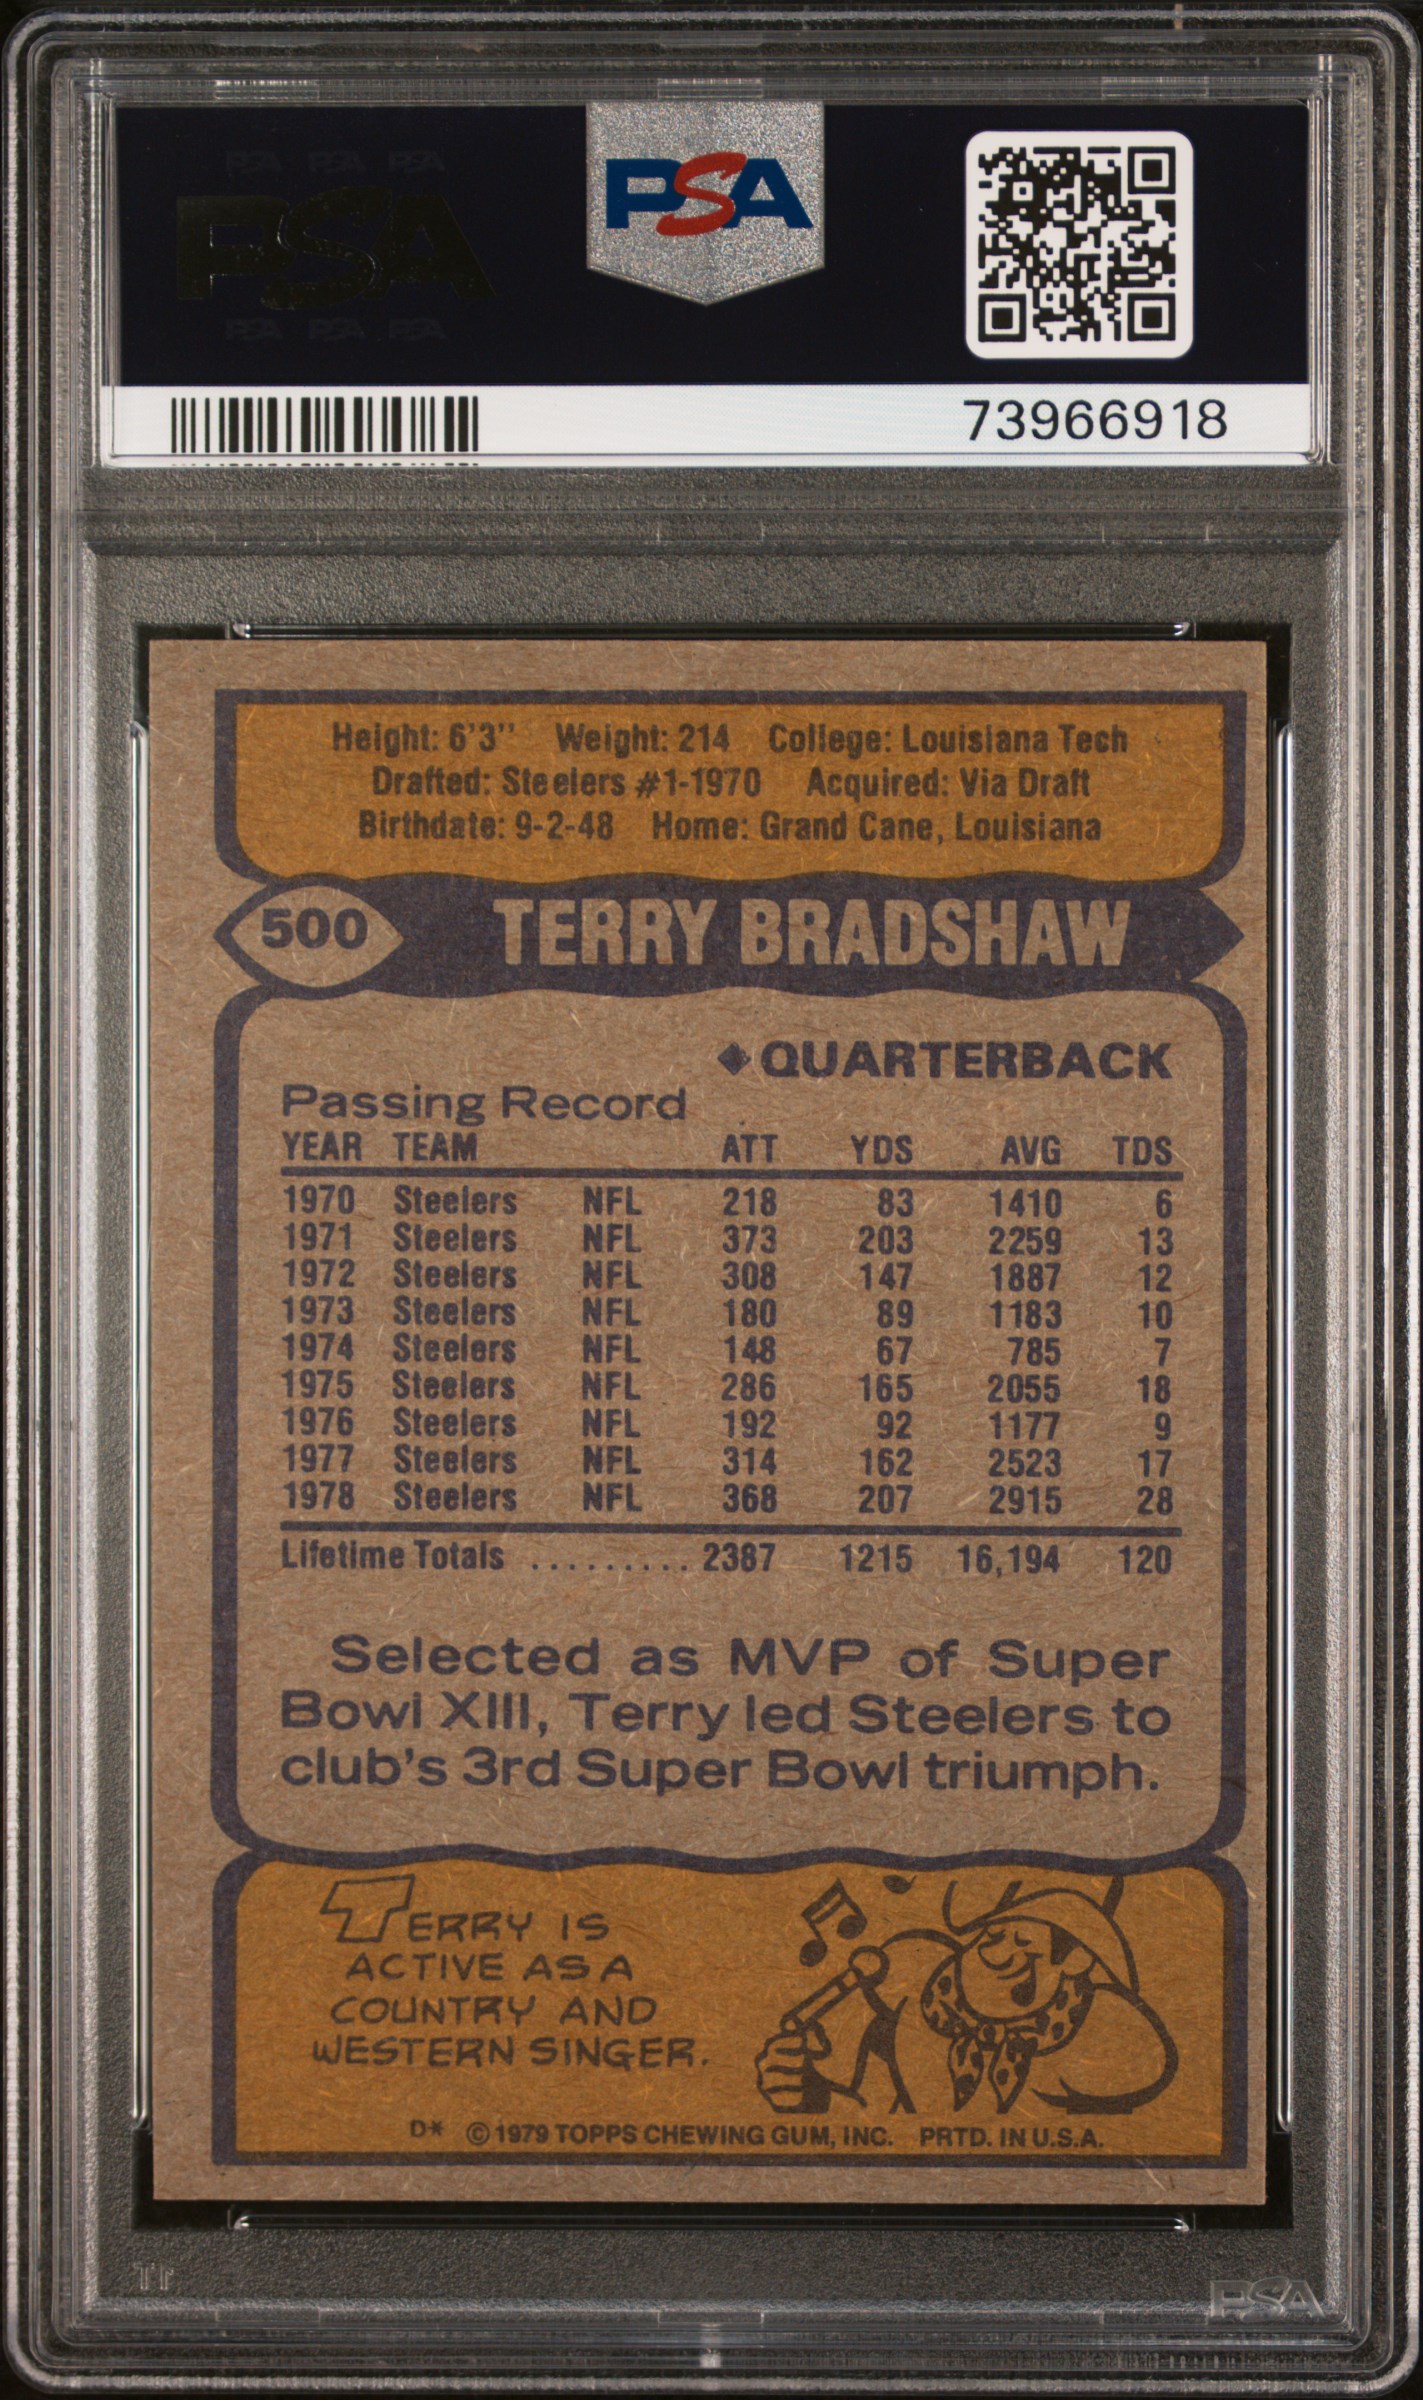 PSA PSA PSA
PSA
PSA PSA PSA
PSA
73966918
Height: 6'3" Weight: 214 College: Louisiana Tech
Drafted: Steelers #1-1970 Acquired: Via Draft
Birthdate: 9-2-48 Home: Grand Cane, Louisiana
500 TERRY BRADSHAW
◆QUARTERBACK
Passing Record
YEAR TEAM ATT YDS AVG TDS
1970 Steelers NFL 218 83 1410 6
1971 Steelers NFL 373 203 2259 13
1972 Steelers NFL 308 147 1887 12
1973 Steelers NFL 180 89 1183 10
1974 Steelers NFL 148 67 785 7
1975 Steelers NFL 286 165 2055 18
1976 Steelers NFL 192 92 1177 9
1977 Steelers NFL 314 162 2523 17
1978 Steelers NFL 368 207 2915 28
Lifetime Totals ......... 2387 1215 16,194 120
Selected as MVP of Super
Bowl XIII, Terry led Steelers to
club's 3rd Super Bowl triumph.
TERRY IS
ACTIVE AS A
COUNTRY AND
WESTERN SINGER.
D* © 1979 TOPPS CHEWING GUM, INC. PRTD. IN U.S.A.
PSA